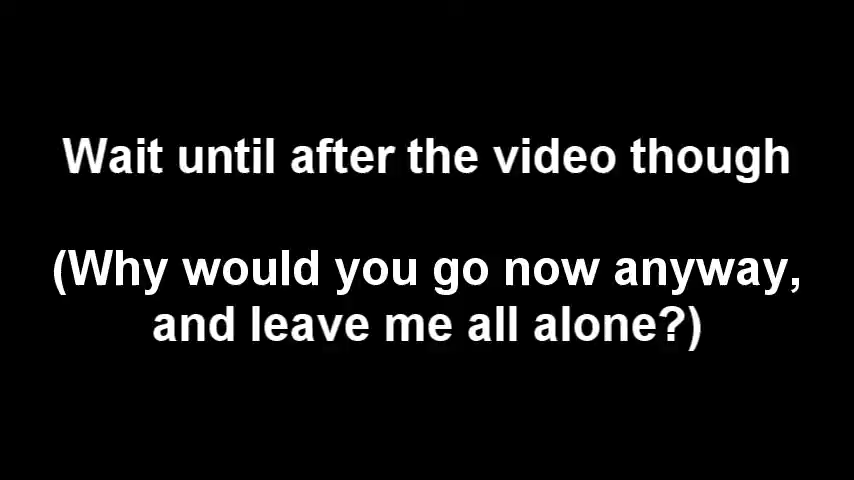 Wait until after the video though
(Why would you go now anyway,
and leave me all alone?)